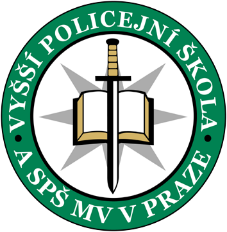 VYŠŠÍ POLICEJNÍ ŠKOLA
A SPŠ MV V PRAZE